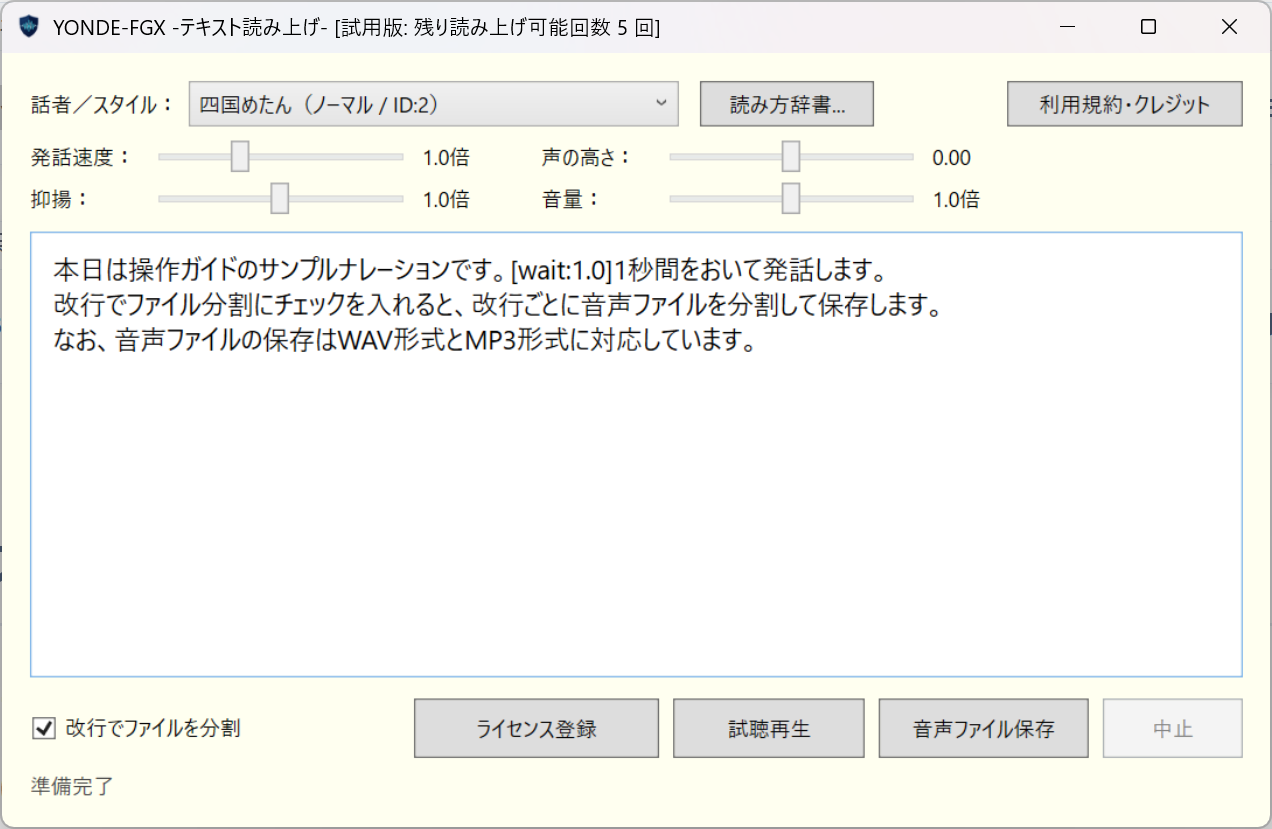 YONDE-FGX -テキスト読み上げ- [試用版: 残り読み上げ可能回数 5 回]
話者／スタイル： 四国めたん（ノーマル / ID:2） 読み方辞書... 利用規約・クレジット
発話速度： 1.0倍 声の高さ： 0.00
抑揚： 1.0倍 音量： 1.0倍
本日は操作ガイドのサンプルナレーションです。[wait:1.0]1秒間をおいて発話します。
改行でファイル分割にチェックを入れると、改行ごとに音声ファイルを分割して保存します。
なお、音声ファイルの保存はWAV形式とMP3形式に対応しています。
改行でファイルを分割 ライセンス登録 試聴再生 音声ファイル保存 中止
準備完了